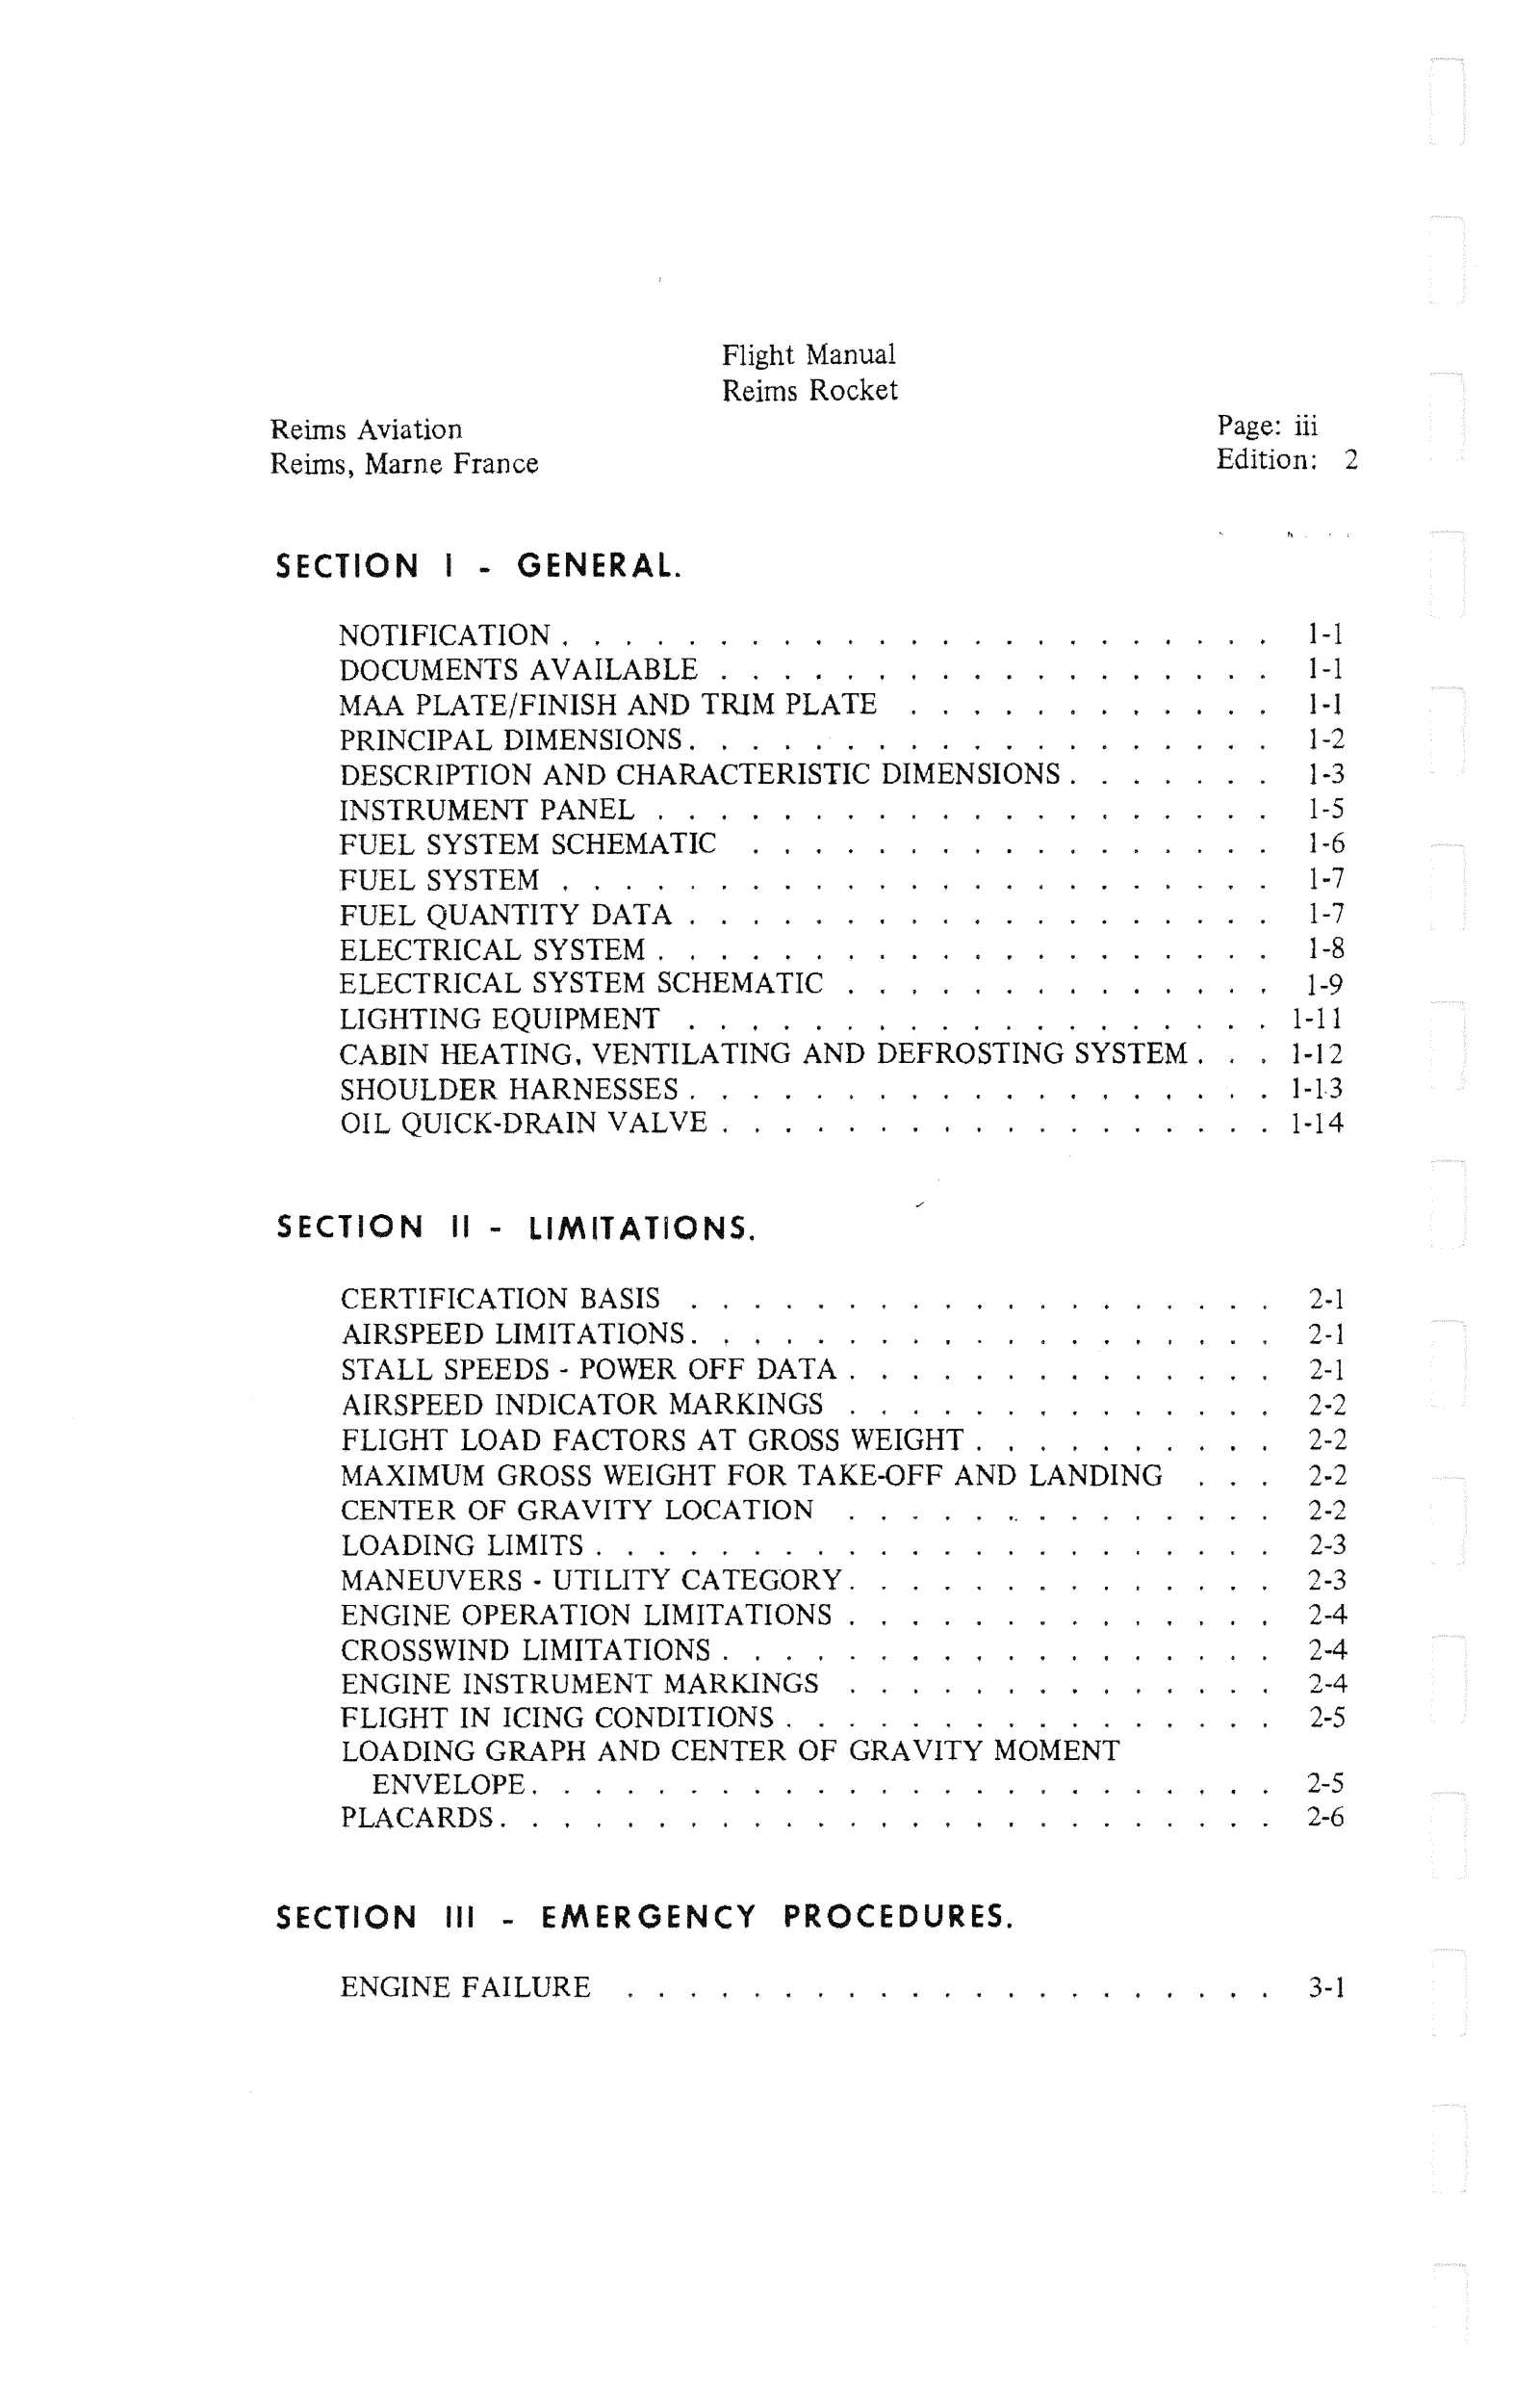 Flight Manual
Reims Rocket
Reims Aviation
Page: iii
Reims, Marne France
Edition: 2
SECTION I - GENERAL.
NOTIFICATION . . . . . . . . . . . . . . . . . . . . . . . 1-1
DOCUMENTS AVAILABLE . . . . . . . . . . . . . . . . . . 1-1
MAA PLATE/FINISH AND TRIM PLATE . . . . . . . . . . . . 1-1
PRINCIPAL DIMENSIONS . . . . . . . . . . . . . . . . . . . 1-2
DESCRIPTION AND CHARACTERISTIC DIMENSIONS . . . . . . . 1-3
INSTRUMENT PANEL . . . . . . . . . . . . . . . . . . . . 1-5
FUEL SYSTEM SCHEMATIC . . . . . . . . . . . . . . . . . 1-6
FUEL SYSTEM . . . . . . . . . . . . . . . . . . . . . . . 1-7
FUEL QUANTITY DATA . . . . . . . . . . . . . . . . . . . 1-7
ELECTRICAL SYSTEM . . . . . . . . . . . . . . . . . . . . 1-8
ELECTRICAL SYSTEM SCHEMATIC . . . . . . . . . . . . . . 1-9
LIGHTING EQUIPMENT . . . . . . . . . . . . . . . . . . . 1-11
CABIN HEATING, VENTILATING AND DEFROSTING SYSTEM . . . 1-12
SHOULDER HARNESSES . . . . . . . . . . . . . . . . . . . 1-13
OIL QUICK-DRAIN VALVE . . . . . . . . . . . . . . . . . . 1-14
SECTION II - LIMITATIONS.
CERTIFICATION BASIS . . . . . . . . . . . . . . . . . . . 2-1
AIRSPEED LIMITATIONS . . . . . . . . . . . . . . . . . . . 2-1
STALL SPEEDS - POWER OFF DATA . . . . . . . . . . . . . . 2-1
AIRSPEED INDICATOR MARKINGS . . . . . . . . . . . . . . 2-2
FLIGHT LOAD FACTORS AT GROSS WEIGHT . . . . . . . . . . 2-2
MAXIMUM GROSS WEIGHT FOR TAKE-OFF AND LANDING . . . 2-2
CENTER OF GRAVITY LOCATION . . . . . . . . . . . . . . 2-2
LOADING LIMITS . . . . . . . . . . . . . . . . . . . . . . 2-3
MANEUVERS - UTILITY CATEGORY . . . . . . . . . . . . . . 2-3
ENGINE OPERATION LIMITATIONS . . . . . . . . . . . . . . 2-4
CROSSWIND LIMITATIONS . . . . . . . . . . . . . . . . . . 2-4
ENGINE INSTRUMENT MARKINGS . . . . . . . . . . . . . . 2-4
FLIGHT IN ICING CONDITIONS . . . . . . . . . . . . . . . . 2-5
LOADING GRAPH AND CENTER OF GRAVITY MOMENT
ENVELOPE . . . . . . . . . . . . . . . . . . . . . . . . 2-5
PLACARDS . . . . . . . . . . . . . . . . . . . . . . . . . 2-6
SECTION III - EMERGENCY PROCEDURES.
ENGINE FAILURE . . . . . . . . . . . . . . . . . . . . . 3-1